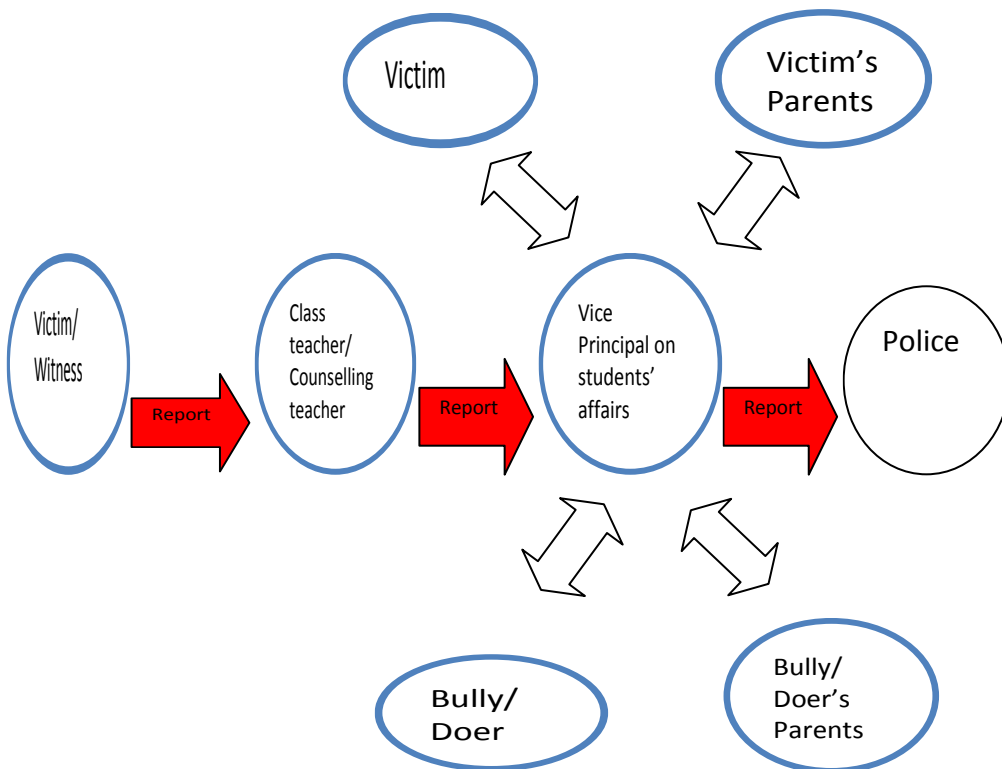 Victim
Victim’s
Parents
Victim/
Witness
Report
Class
teacher/
Counselling
teacher
Report
Vice
Principal on
students’
affairs
Report
Police
Bully/
Doer
Bully/
Doer’s
Parents